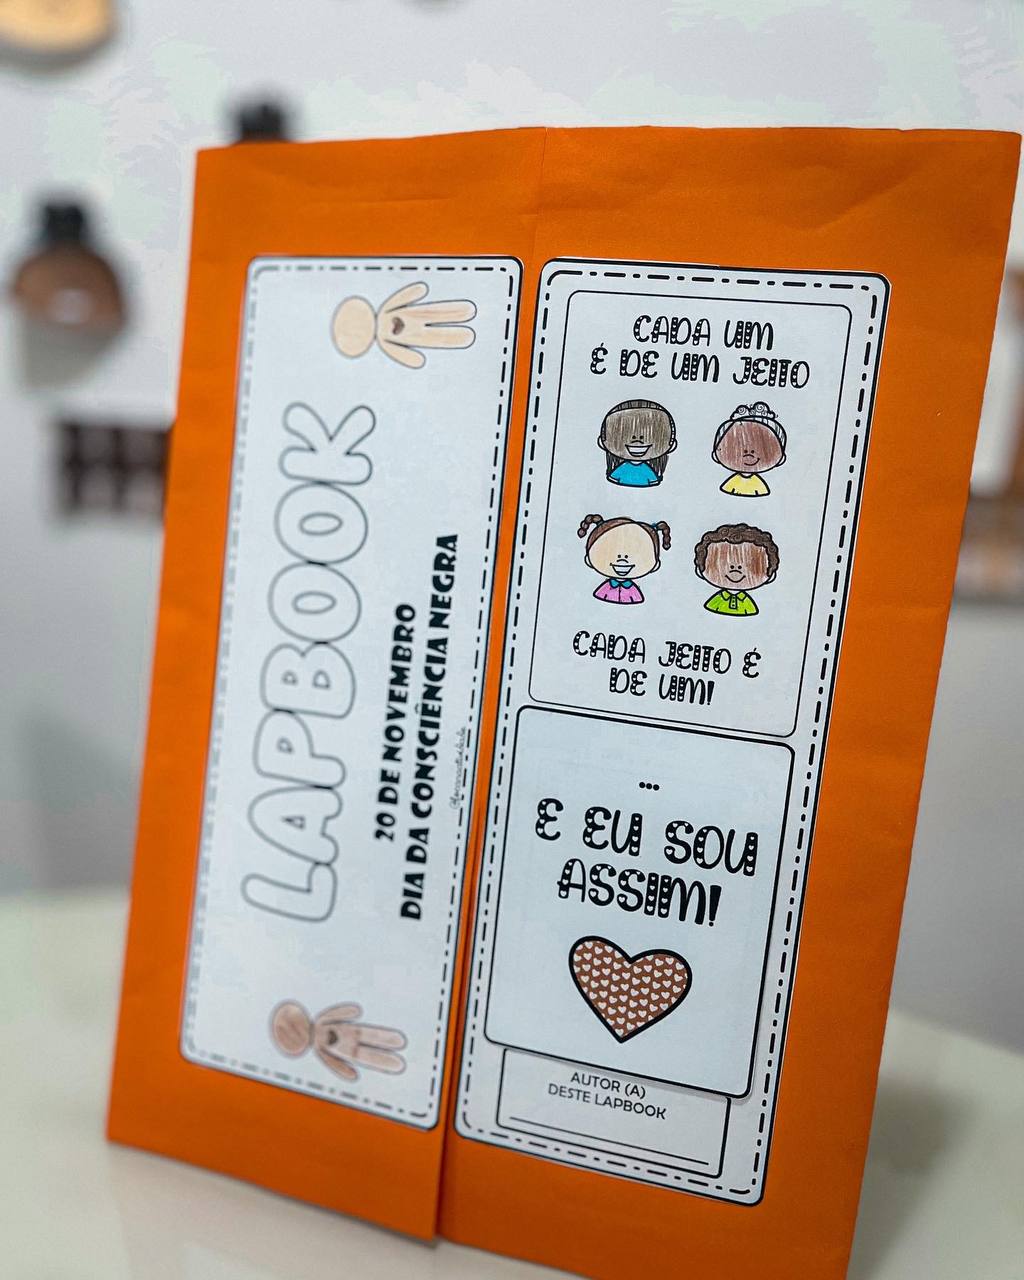 LAPBOOK
20 DE NOVEMBRO
DIA DA CONSCIÊNCIA NEGRA
CADA UM
É DE UM JEITO
CADA JEITO É
DE UM!
...
E EU SOU
ASSIM!
AUTOR (A)
DESTE LAPBOOK